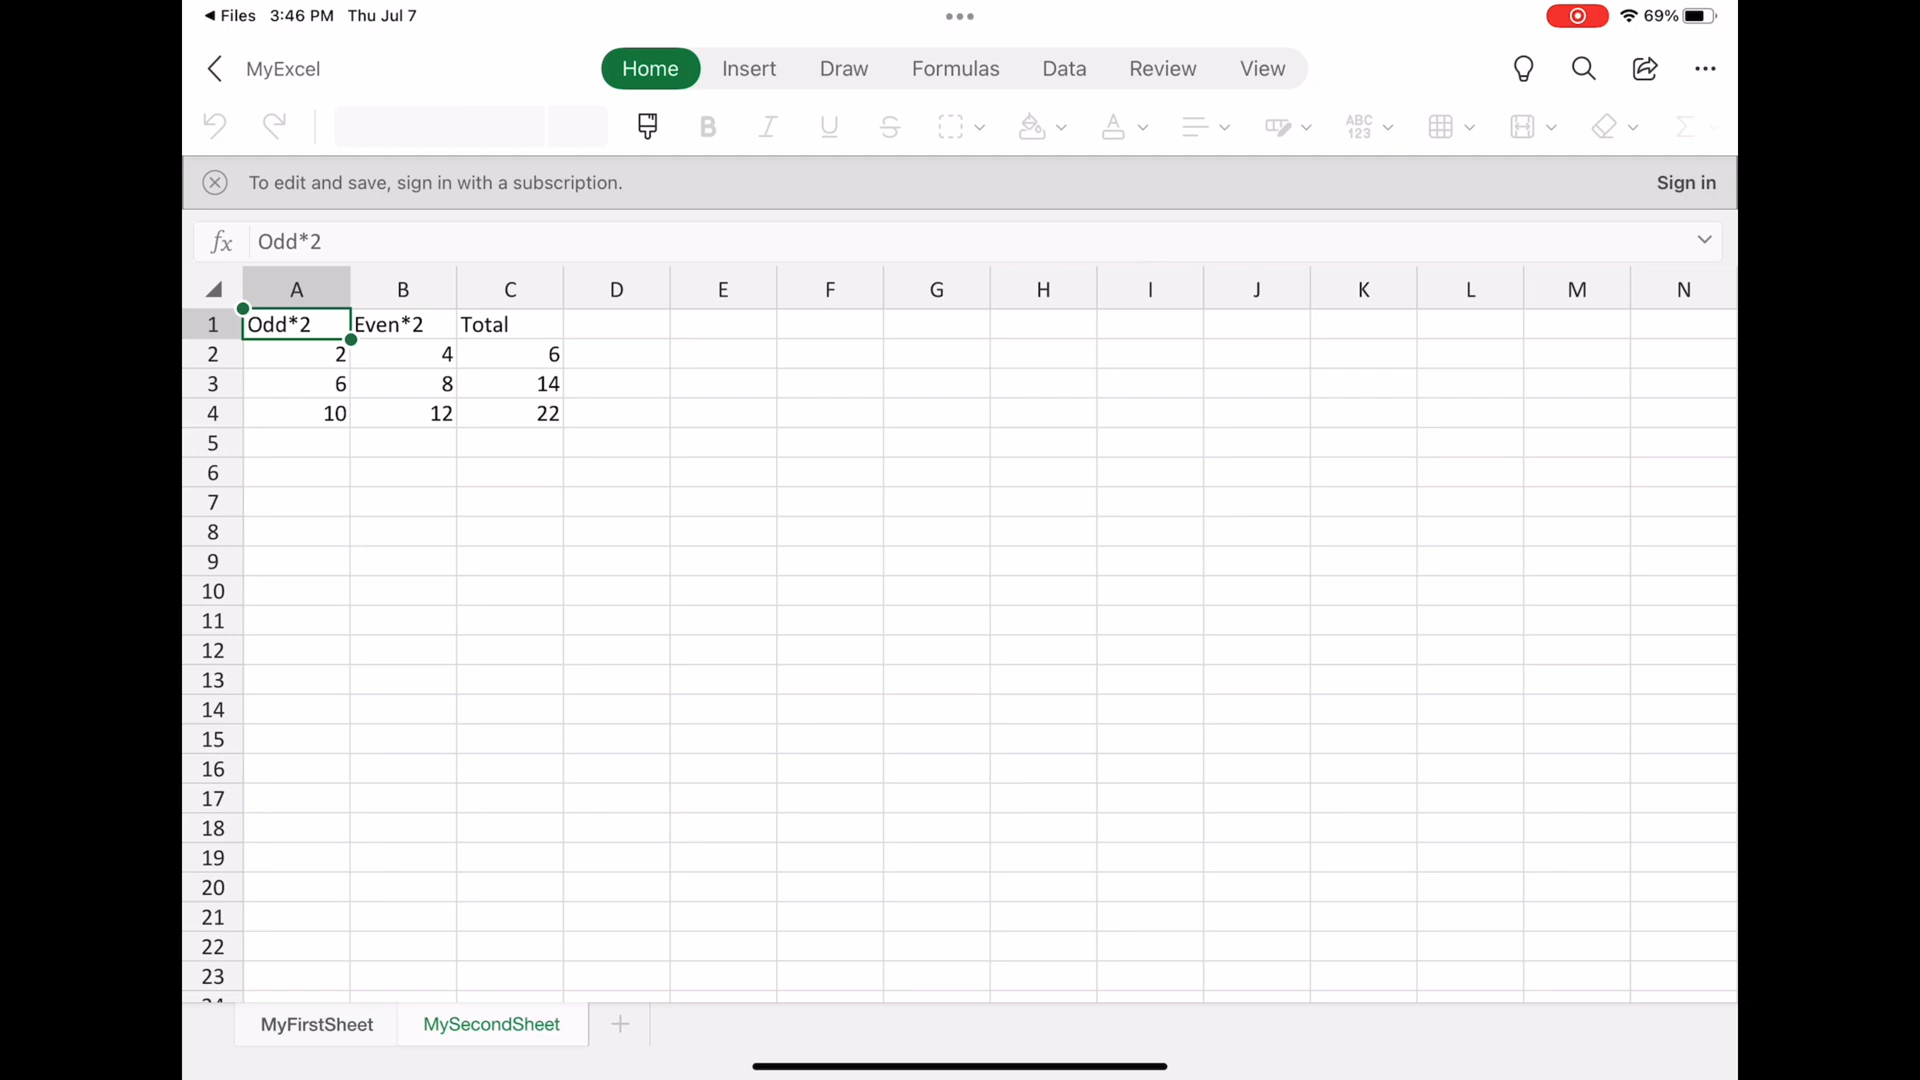 Files 3:46 PM Thu Jul 7 69%
MyExcel Home Insert Draw Formulas Data Review View
B I U S A ABC 123 Σ
To edit and save, sign in with a subscription. Sign in
fx Odd*2
A B C D E F G H I J K L M N
1 Odd*2 Even*2 Total
2 2 4 6
3 6 8 14
4 10 12 22
5
6
7
8
9
10
11
12
13
14
15
16
17
18
19
20
21
22
23
MyFirstSheet MySecondSheet